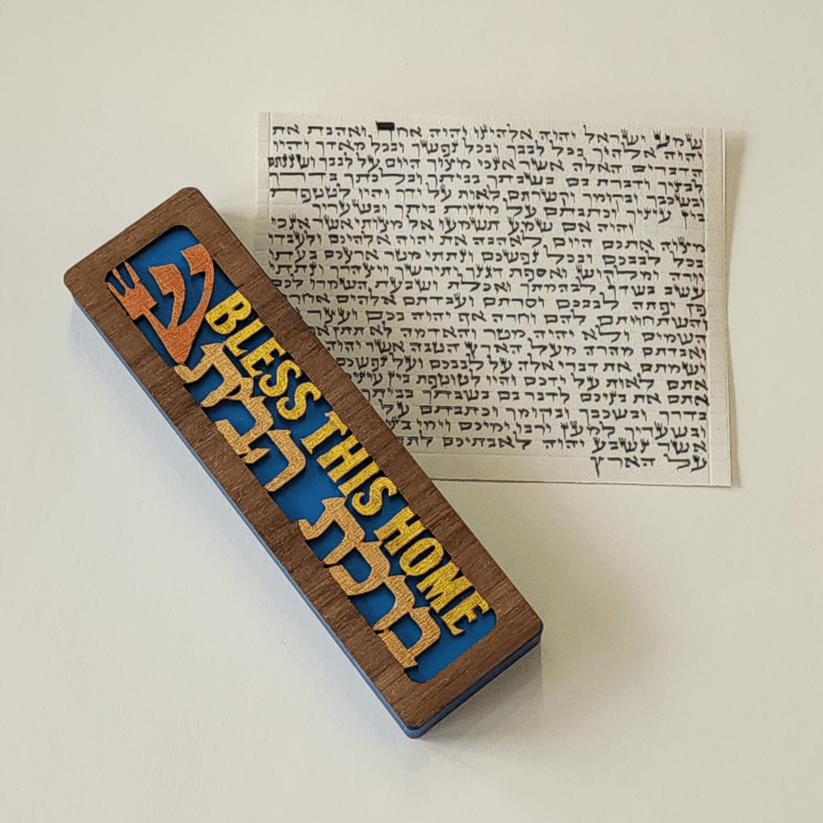 ש
BLESS THIS HOME
ברכת הבית
שמע ישראל יהוה אלהינו יהוה אחד ואהבת את
יהוה אלהיך בכל לבבך ובכל נפשך ובכל מאדך והיו
הדברים האלה אשר אנכי מצוך היום על לבבך ושננתם
לבניך ודברת בם בשבתך בביתך ובלכתך בדרך
ובשכבך ובקומך וקשרתם לאות על ידך והיו לטטפת
בין עיניך וכתבתם על מזזות ביתך ובשעריך
והיה אם שמע תשמעו אל מצותי אשר אנכי
מצוה אתכם היום לאהבה את יהוה אלהיכם ולעבדו
בכל לבבכם ובכל נפשכם ונתתי מטר ארצכם בעתו
יורה ומלקוש ואספת דגנך ותירשך ויצהרך ונתתי
עשב בשדך לבהמתך ואכלת ושבעת השמרו לכם
פן יפתה לבבכם וסרתם ועבדתם אלהים אחרים
והשתחויתם להם וחרה אף יהוה בכם ועצר
השמים ולא יהיה מטר והאדמה לא תתן את
ואבדתם מהרה מעל הארץ הטבה אשר יהוה
ושמתם את דברי אלה על לבבכם ועל נפשכם
אתם לאות על ידכם והיו לטוטפת בין עיניכם
אתם את בניכם לדבר בם בשבתך
בדרך ובשכבך ובקומך וכתבתם על
ובשעריך למען ירבו ימיכם וימי
אשר נשבע יהוה לאבתיכם לתת
על הארץ